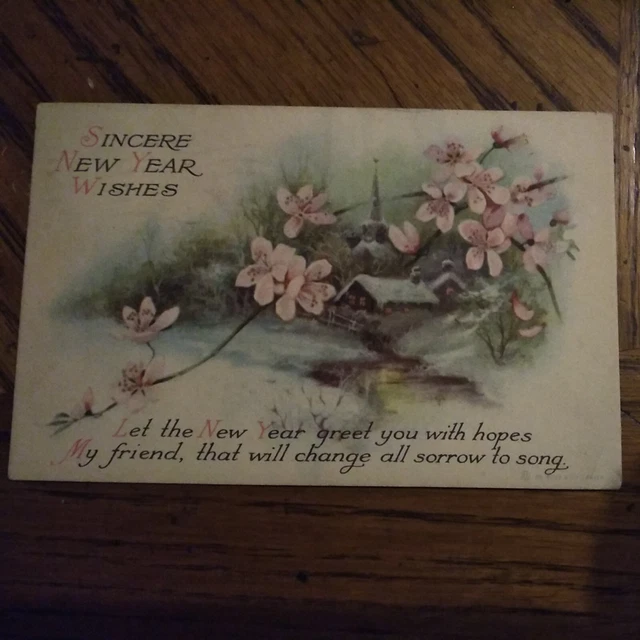 SINCERE
NEW YEAR
WISHES
Let the New Year greet you with hopes
My friend, that will change all sorrow to song.